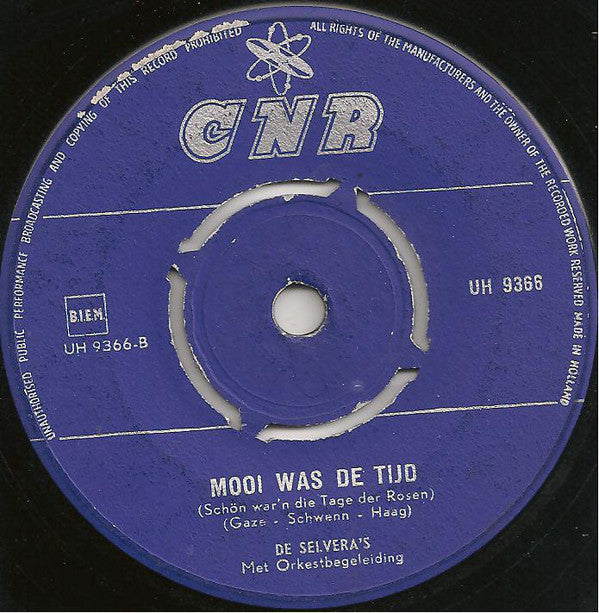 UNAUTHORISED PUBLIC PERFORMANCE BROADCASTING AND COPYING OF THIS RECORD PROHIBITED
ALL RIGHTS OF THE MANUFACTURERS AND THE OWNER OF THE RECORDED WORK RESERVED MADE IN HOLLAND
CNR
UH 9366
B.I.E.M.
UH 9366-B
MOOI WAS DE TIJD
(Schön war'n die Tage der Rosen)
(Gaze - Schwenn - Haag)
DE SELVERA'S
Met Orkestbegeleiding